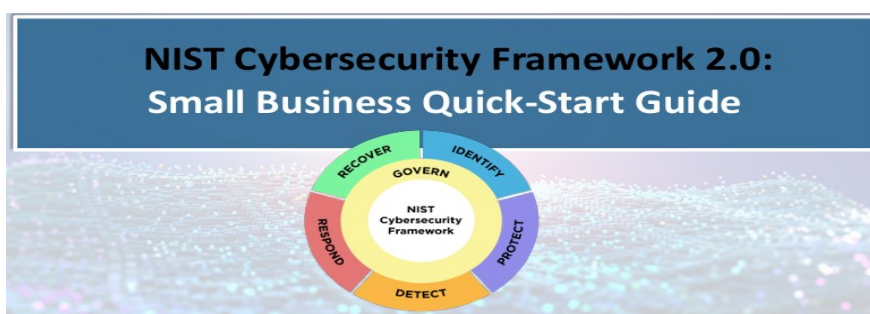 NIST Cybersecurity Framework 2.0:
Small Business Quick-Start Guide
RECOVER
IDENTIFY
GOVERN
NIST
Cybersecurity
Framework
RESPOND
PROTECT
DETECT